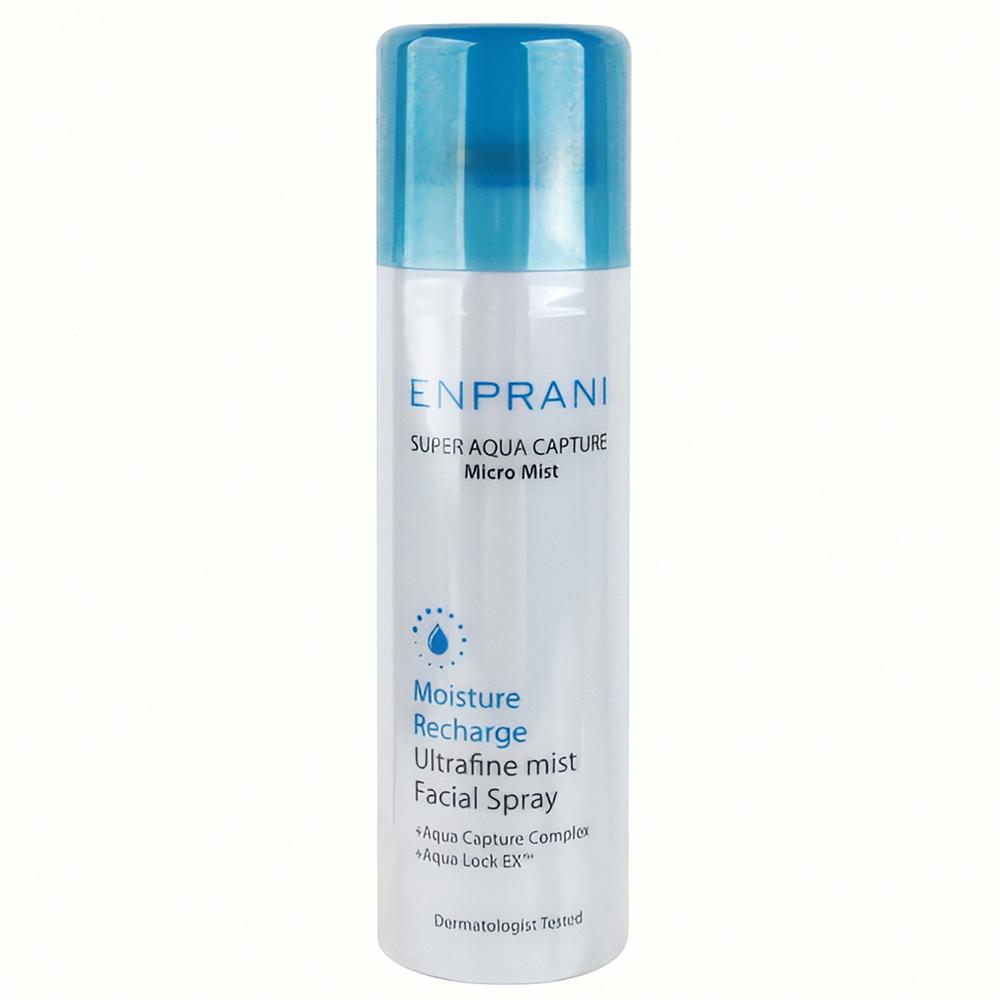 ENPRANI
SUPER AQUA CAPTURE
Micro Mist
Moisture
Recharge
Ultrafine mist
Facial Spray
+Aqua Capture Complex
+Aqua Lock EX™
Dermatologist Tested